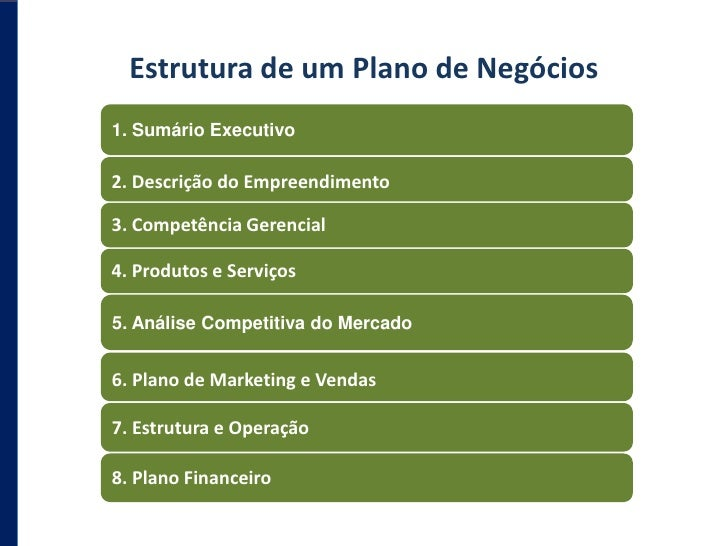 Estrutura de um Plano de Negócios
1. Sumário Executivo
2. Descrição do Empreendimento
3. Competência Gerencial
4. Produtos e Serviços
5. Análise Competitiva do Mercado
6. Plano de Marketing e Vendas
7. Estrutura e Operação
8. Plano Financeiro